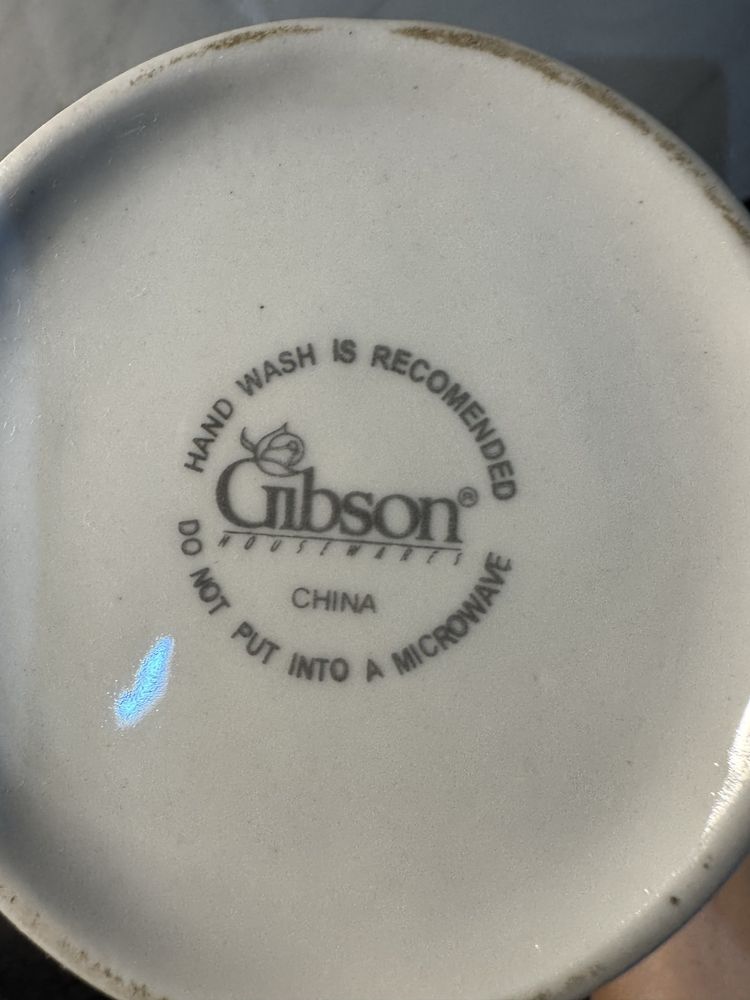 HAND WASH IS RECOMENDED
Gibson®
HOUSEWARES
CHINA
DO NOT PUT INTO A MICROWAVE